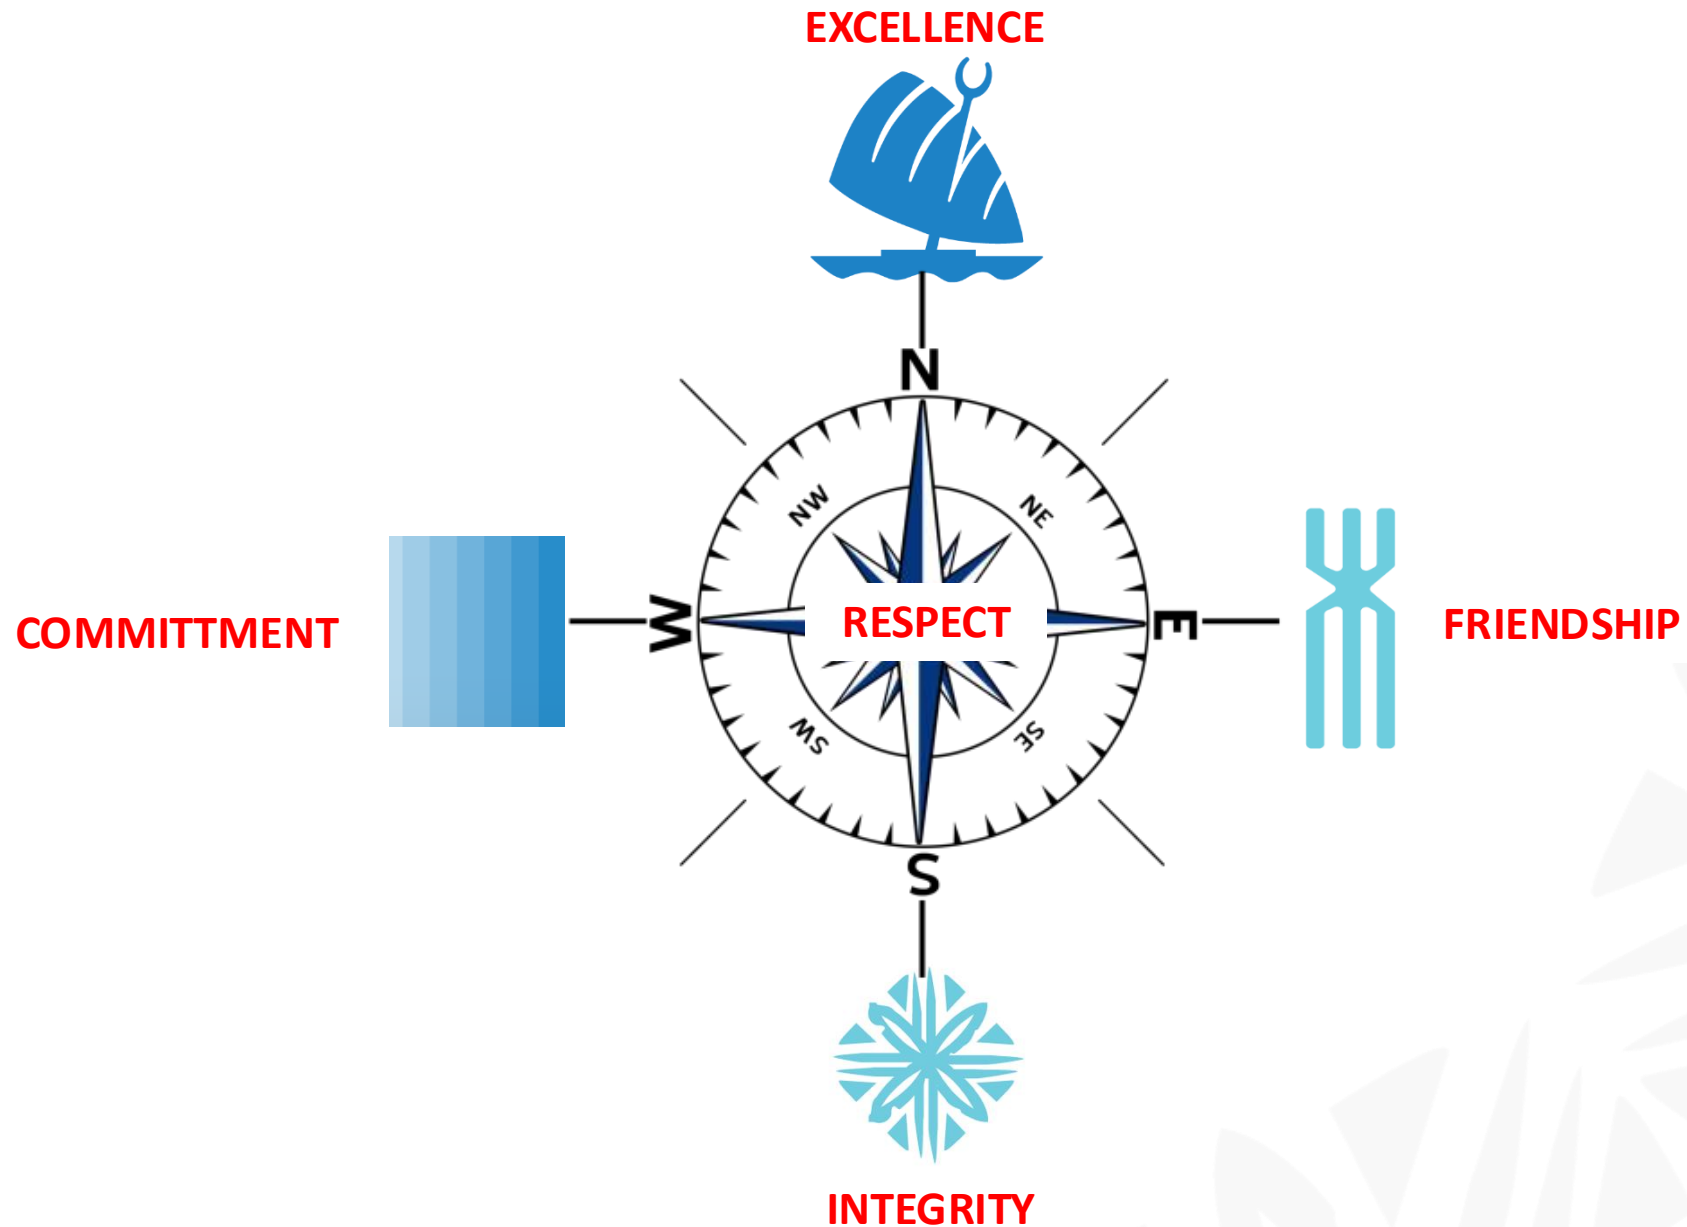 EXCELLENCE
N
NW
NE
COMMITTMENT
W
RESPECT
E
FRIENDSHIP
SW
SE
S
INTEGRITY